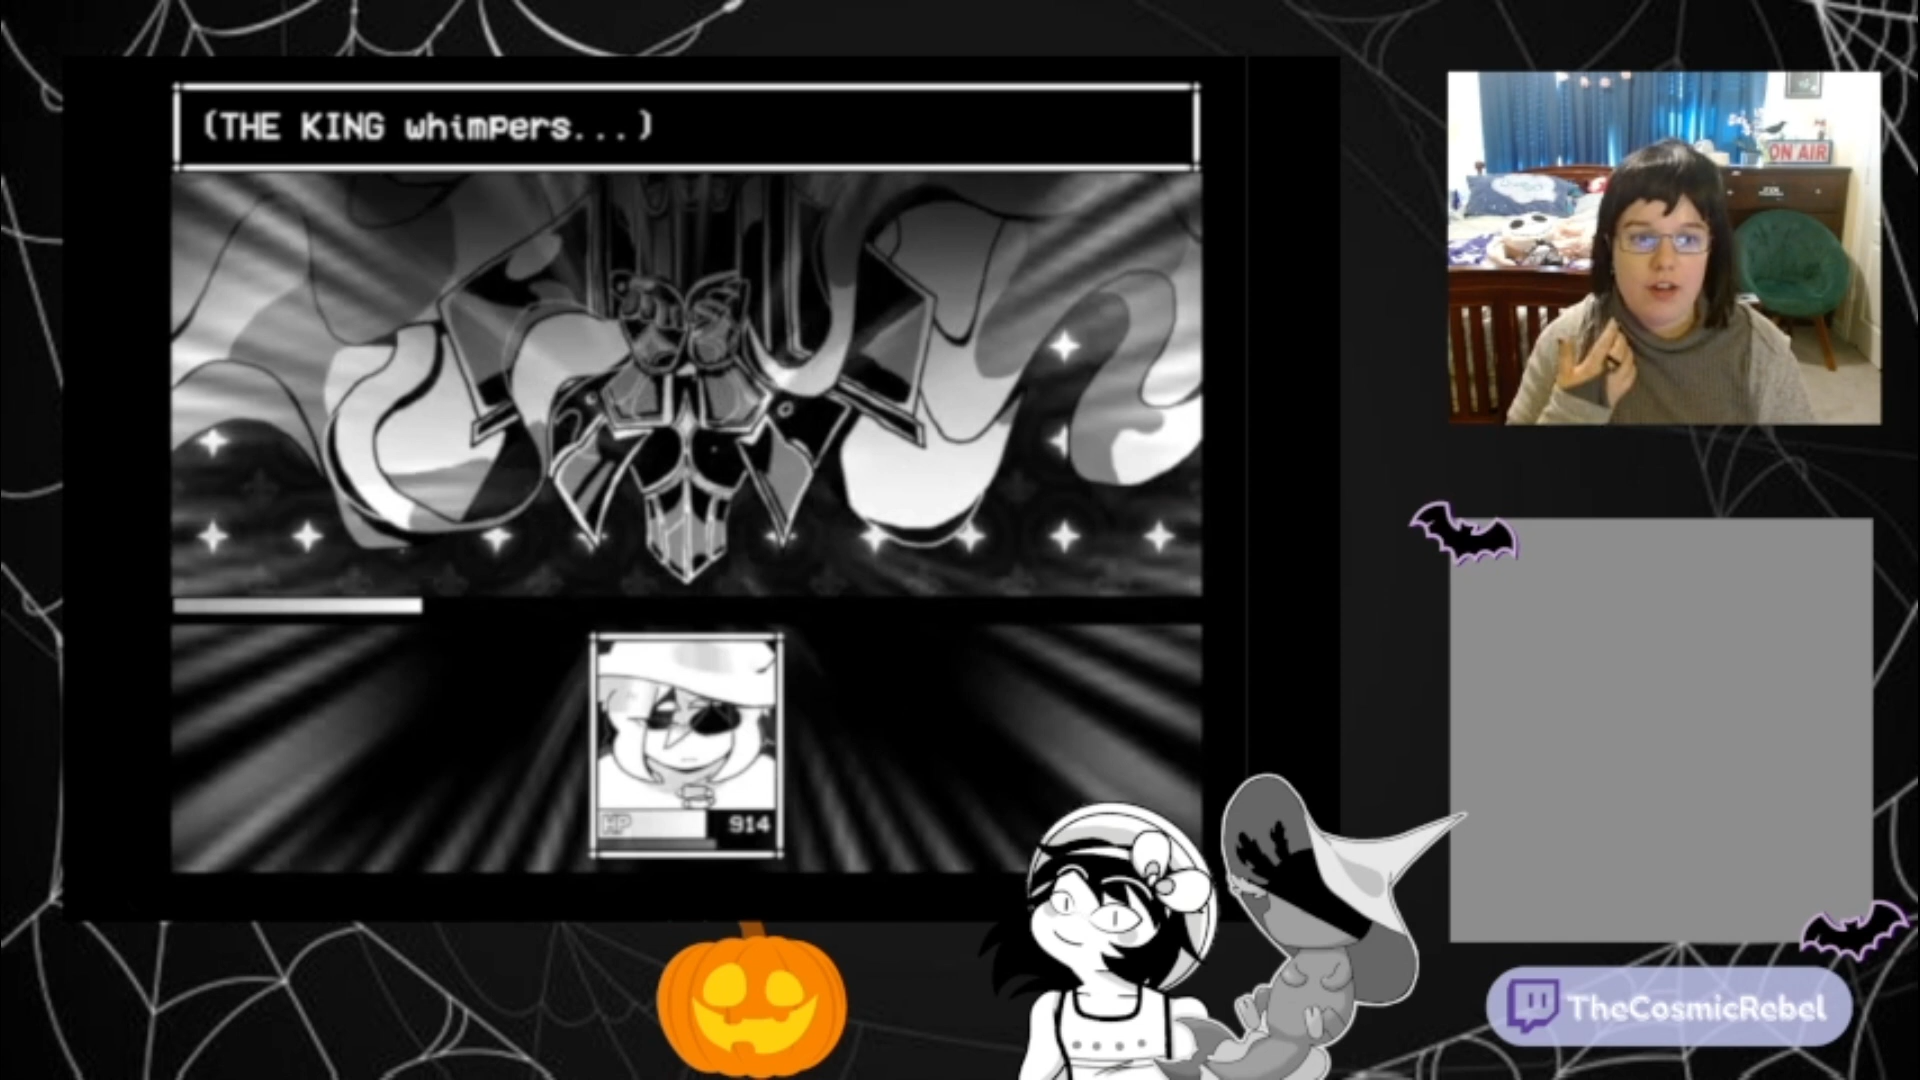 (THE KING whimpers...)
ON AIR
HP 914
TheCosmicRebel